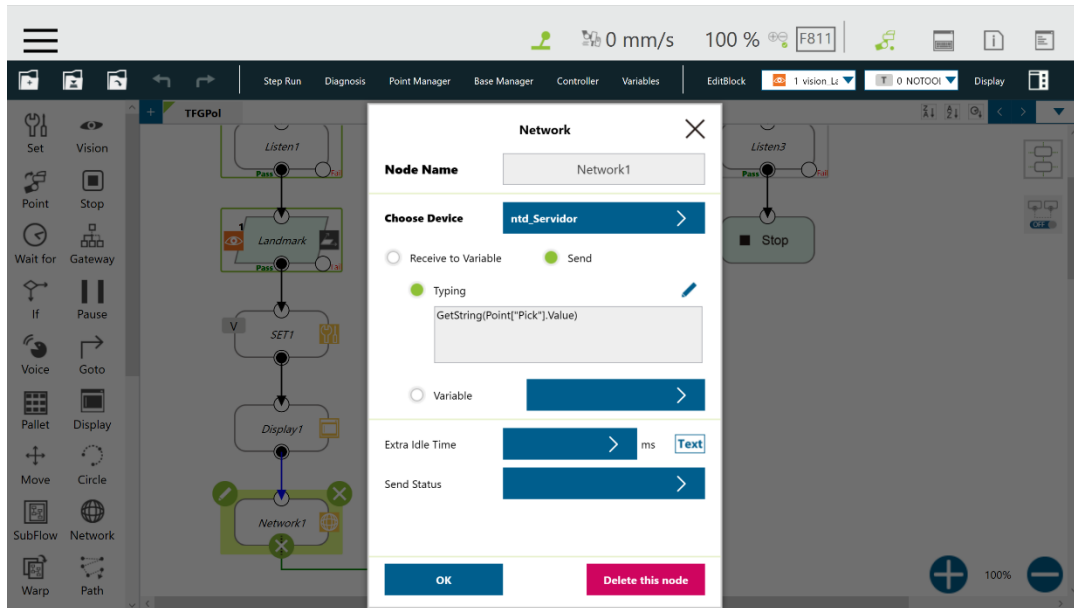 0 mm/s 100 % F811
Step Run Diagnosis Point Manager Base Manager Controller Variables EditBlock 1 vision_La T 0 NOTOOl Display
+ TFGPol
Set Vision
Point Stop
Wait for Gateway
If Pause
Voice Goto
Pallet Display
Move Circle
SubFlow Network
Warp Path
Listen1
Pass Fail
1
Landmark
Pass
V
SET1
Display1
Network1
Network
Node Name Network1
Choose Device ntd_Servidor
Receive to Variable Send
Typing
GetString(Point["Pick"].Value)
Variable
Extra Idle Time ms Text
Send Status
OK Delete this node
Listen3
Pass Fail
Stop
OFF
100%